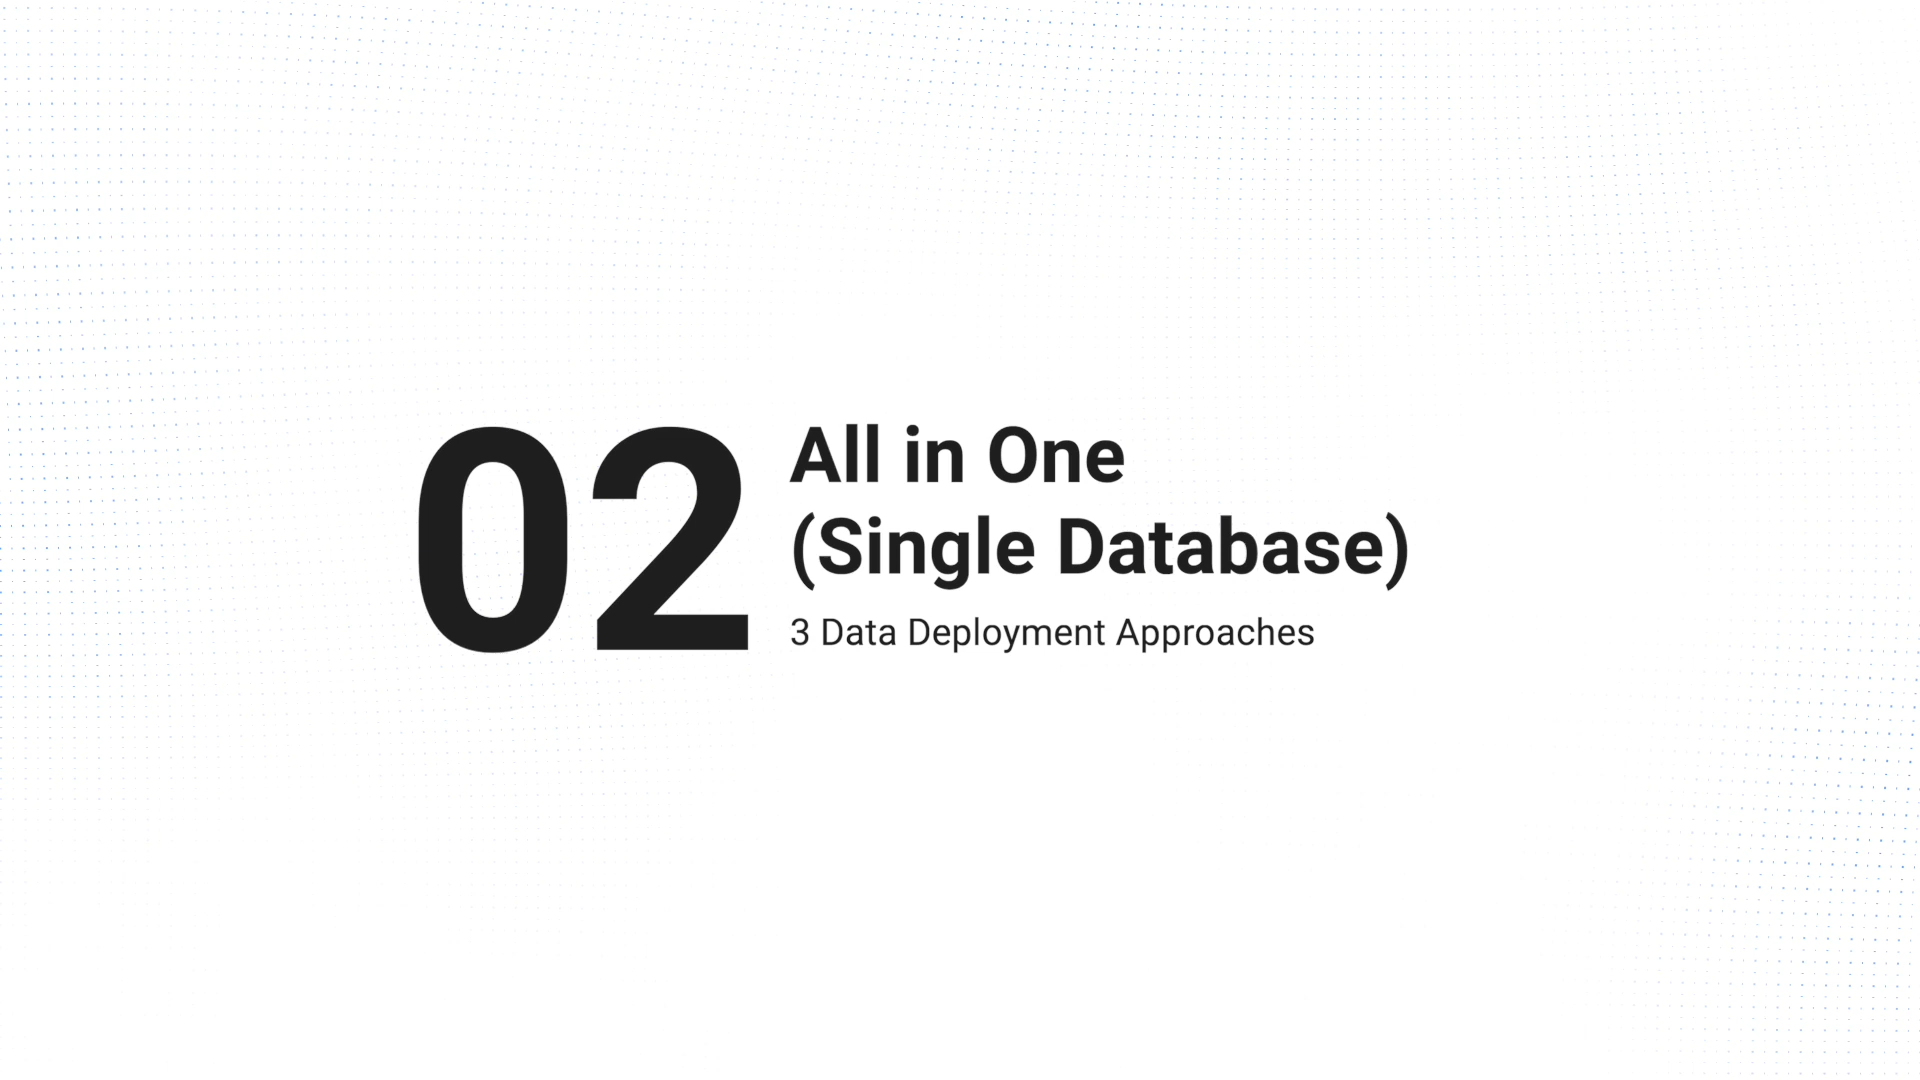 02
All in One
(Single Database)
3 Data Deployment Approaches